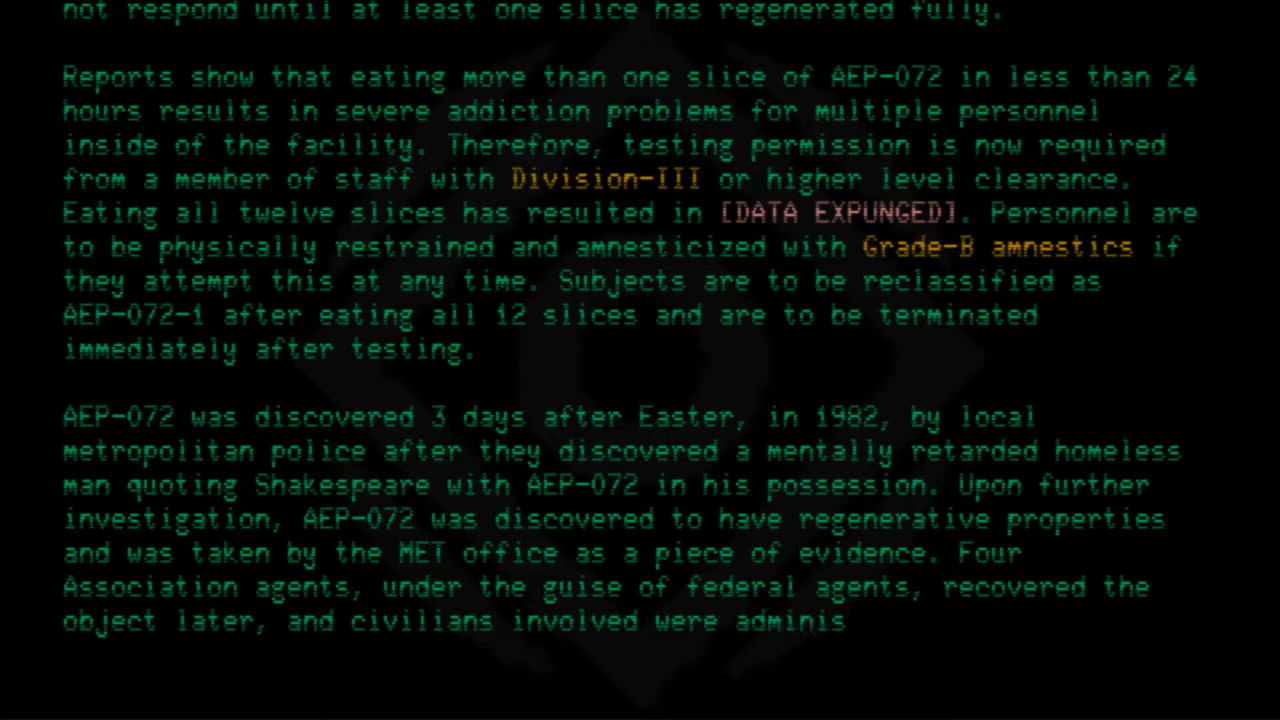 not respond until at least one slice has regenerated fully.
Reports show that eating more than one slice of AEP-072 in less than 24
hours results in severe addiction problems for multiple personnel
inside of the facility. Therefore, testing permission is now required
from a member of staff with Division-III or higher level clearance.
Eating all twelve slices has resulted in [DATA EXPUNGED]. Personnel are
to be physically restrained and amnesticized with Grade-B amnestics if
they attempt this at any time. Subjects are to be reclassified as
AEP-072-1 after eating all 12 slices and are to be terminated
immediately after testing.
AEP-072 was discovered 3 days after Easter, in 1982, by local
metropolitan police after they discovered a mentally retarded homeless
man quoting Shakespeare with AEP-072 in his possession. Upon further
investigation, AEP-072 was discovered to have regenerative properties
and was taken by the MET office as a piece of evidence. Four
Association agents, under the guise of federal agents, recovered the
object later, and civilians involved were adminis